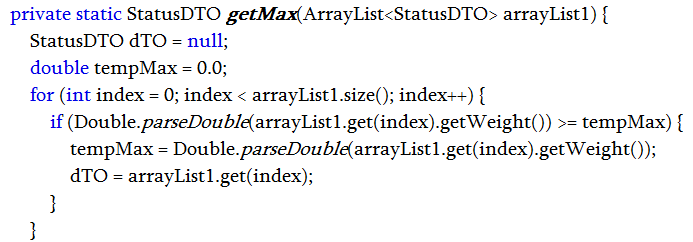 private static StatusDTO getMax(ArrayList<StatusDTO> arrayList1) {
StatusDTO dTO = null;
double tempMax = 0.0;
for (int index = 0; index < arrayList1.size(); index++) {
if (Double.parseDouble(arrayList1.get(index).getWeight()) >= tempMax) {
tempMax = Double.parseDouble(arrayList1.get(index).getWeight());
dTO = arrayList1.get(index);
}
}